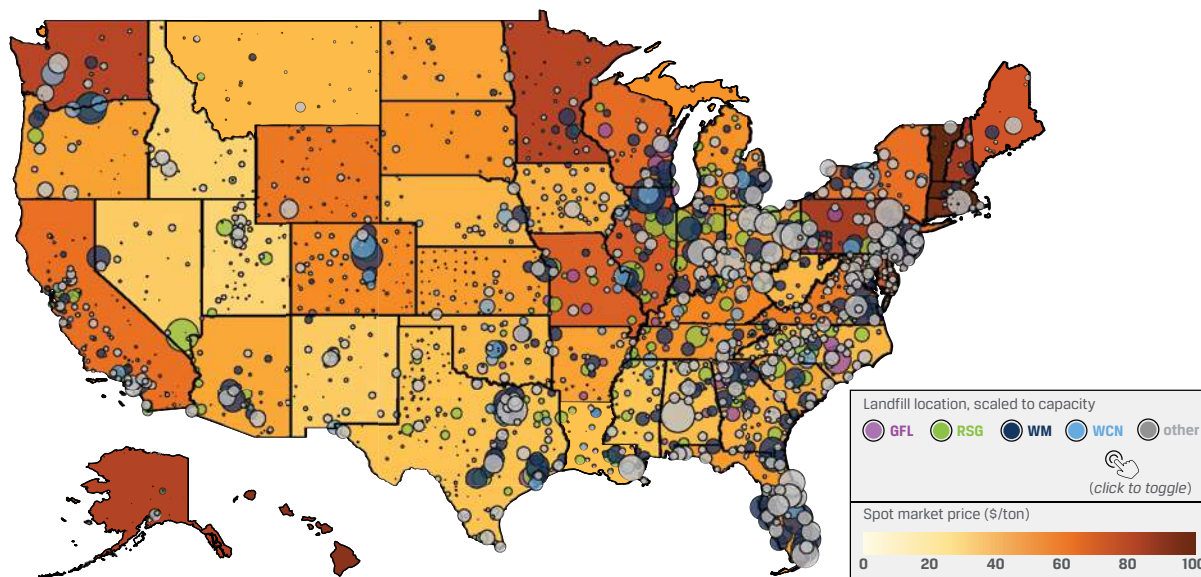 Landfill location, scaled to capacity
GFL RSG WM WCN other
(click to toggle)
Spot market price ($/ton)
0 20 40 60 80 100